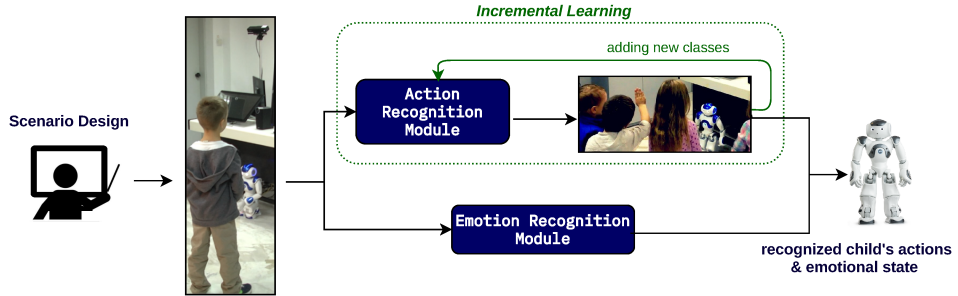 Incremental Learning
adding new classes
Action
Recognition
Module
Scenario Design
Emotion Recognition
Module
recognized child's actions
& emotional state